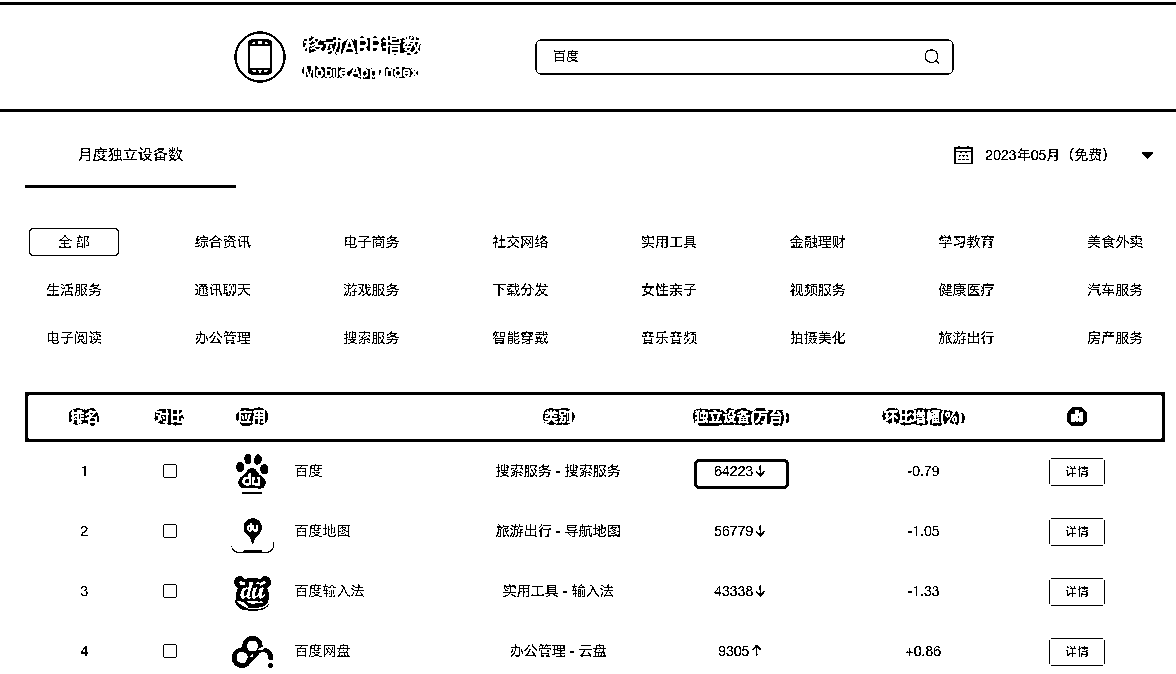 移动APP指数
Mobile App Index
百度
月度独立设备数
2023年05月（免费）
全部 综合资讯 电子商务 社交网络 实用工具 金融理财 学习教育 美食外卖
生活服务 通讯聊天 游戏服务 下载分发 女性亲子 视频服务 健康医疗 汽车服务
电子阅读 办公管理 搜索服务 智能穿戴 音乐音频 拍摄美化 旅游出行 房产服务
排名 对比 应用 类别 独立设备(万台) 环比增幅(%)
1 du 百度 搜索服务 - 搜索服务 64223↓ -0.79 详情
2 du 百度地图 旅游出行 - 导航地图 56779↓ -1.05 详情
3 du 百度输入法 实用工具 - 输入法 43338↓ -1.33 详情
4 百度网盘 办公管理 - 云盘 9305↑ +0.86 详情